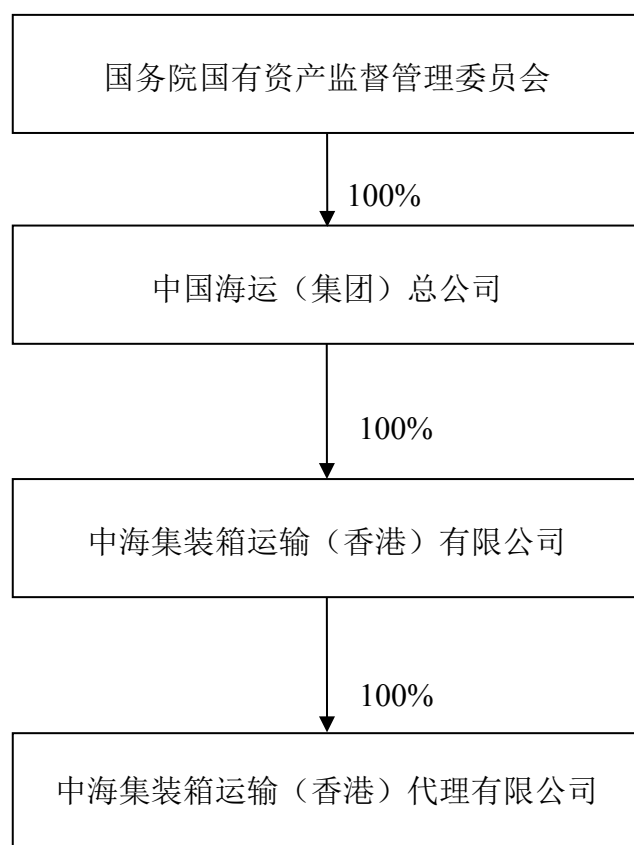 国务院国有资产监督管理委员会
100%
中国海运（集团）总公司
100%
中海集装箱运输（香港）有限公司
100%
中海集装箱运输（香港）代理有限公司